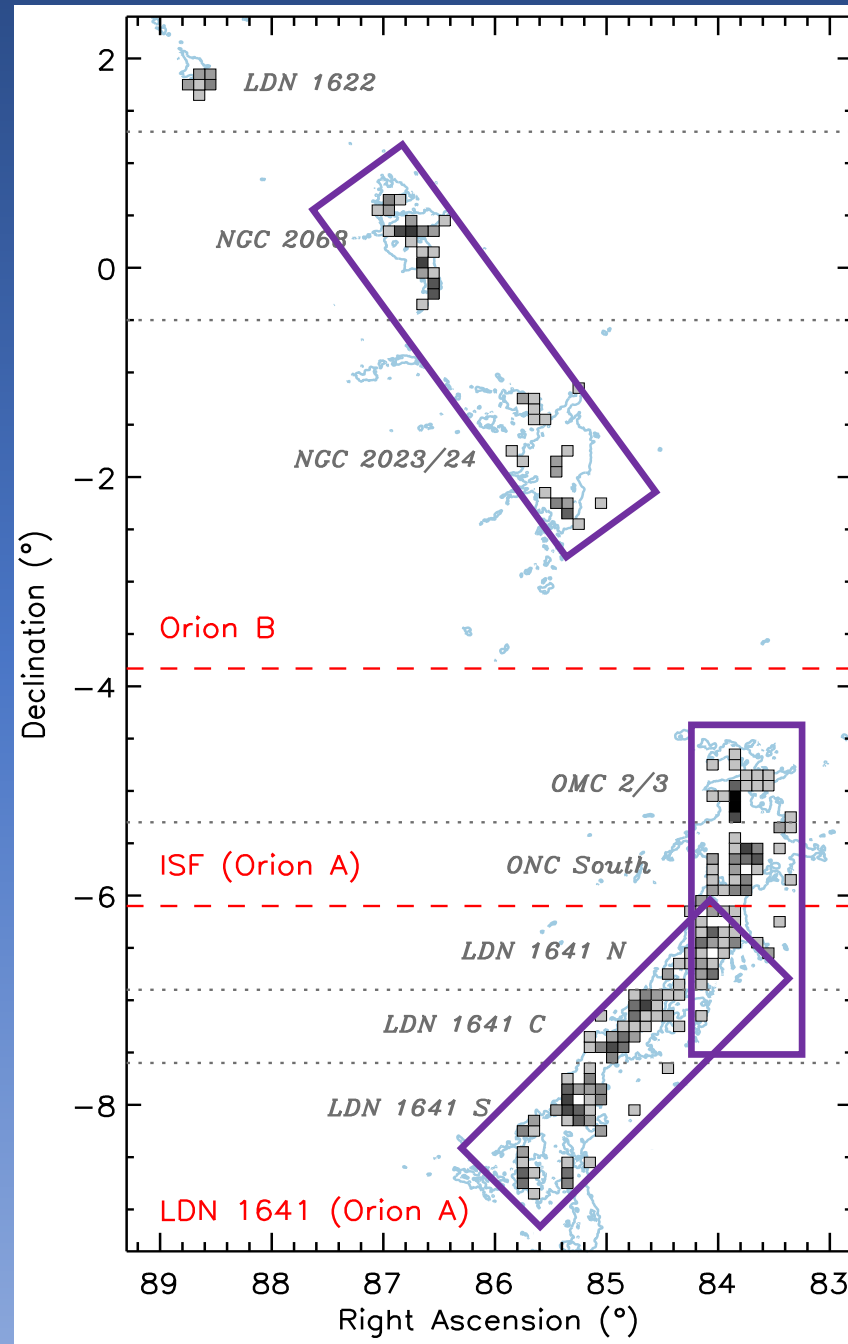 2
LDN 1622
NGC 2068
0
NGC 2023/24
−2
Declination (°)
Orion B
−4
OMC 2/3
ISF (Orion A)
ONC South
−6
LDN 1641 N
LDN 1641 C
LDN 1641 S
−8
LDN 1641 (Orion A)
89 88 87 86 85 84 83
Right Ascension (°)